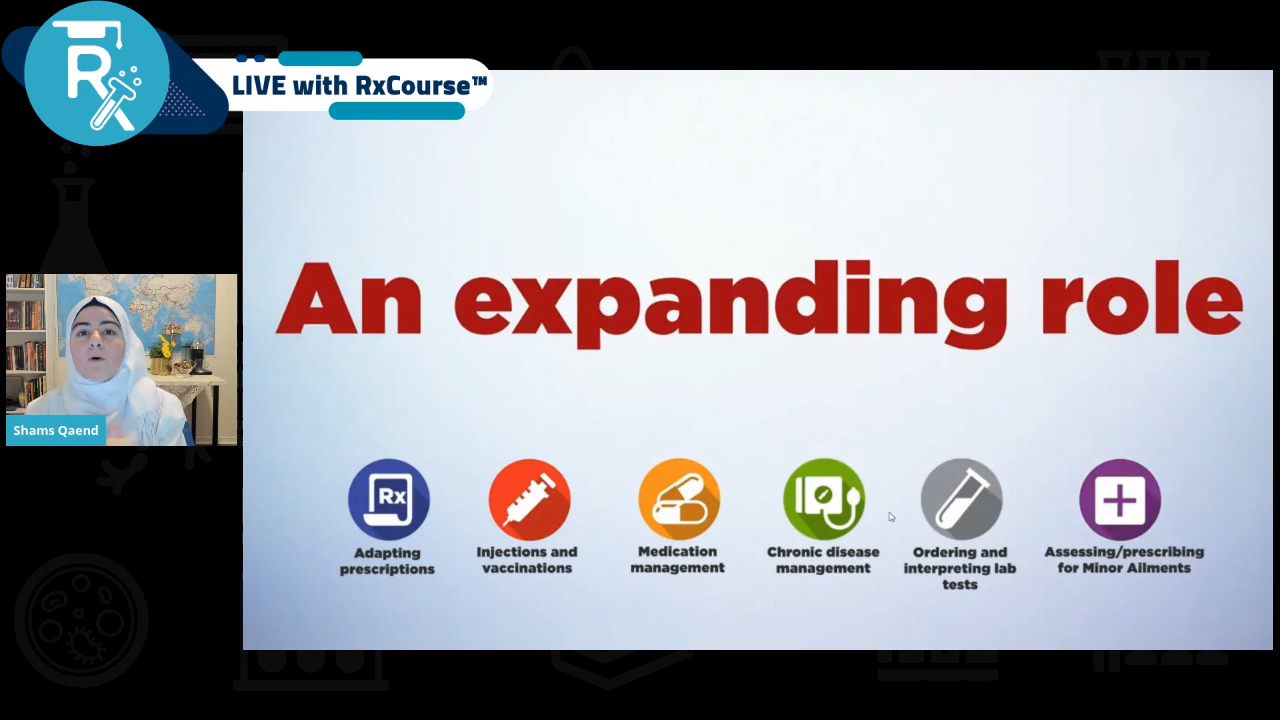 RX
LIVE with RxCourse™
An expanding role
Shams Qaend
Rx
Adapting
prescriptions
Injections and
vaccinations
Medication
management
Chronic disease
management
Ordering and
interpreting lab
tests
Assessing/prescribing
for Minor Ailments